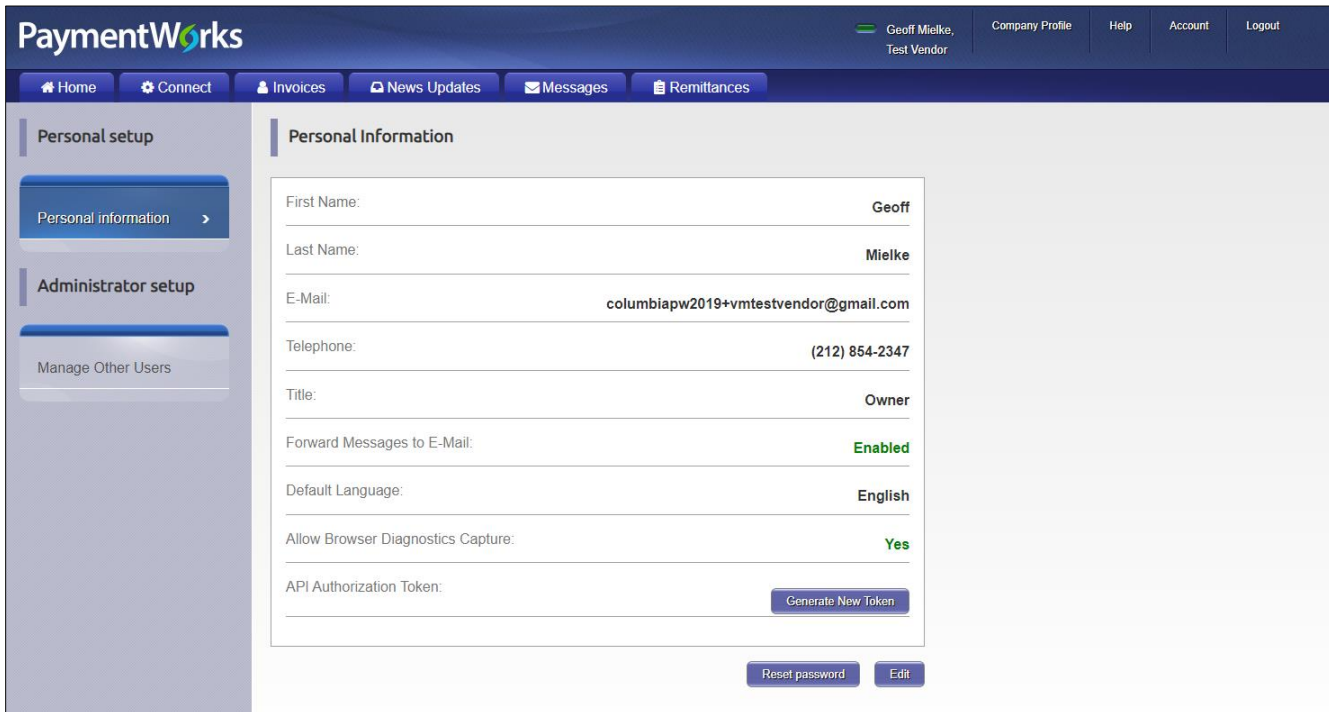 PaymentWorks
Geoff Mielke,
Test Vendor
Company Profile
Help
Account
Logout
Home
Connect
Invoices
News Updates
Messages
Remittances
Personal setup
Personal information
Administrator setup
Manage Other Users
Personal Information
First Name: Geoff
Last Name: Mielke
E-Mail: columbiapw2019+vmtestvendor@gmail.com
Telephone: (212) 854-2347
Title: Owner
Forward Messages to E-Mail: Enabled
Default Language: English
Allow Browser Diagnostics Capture: Yes
API Authorization Token: Generate New Token
Reset password
Edit